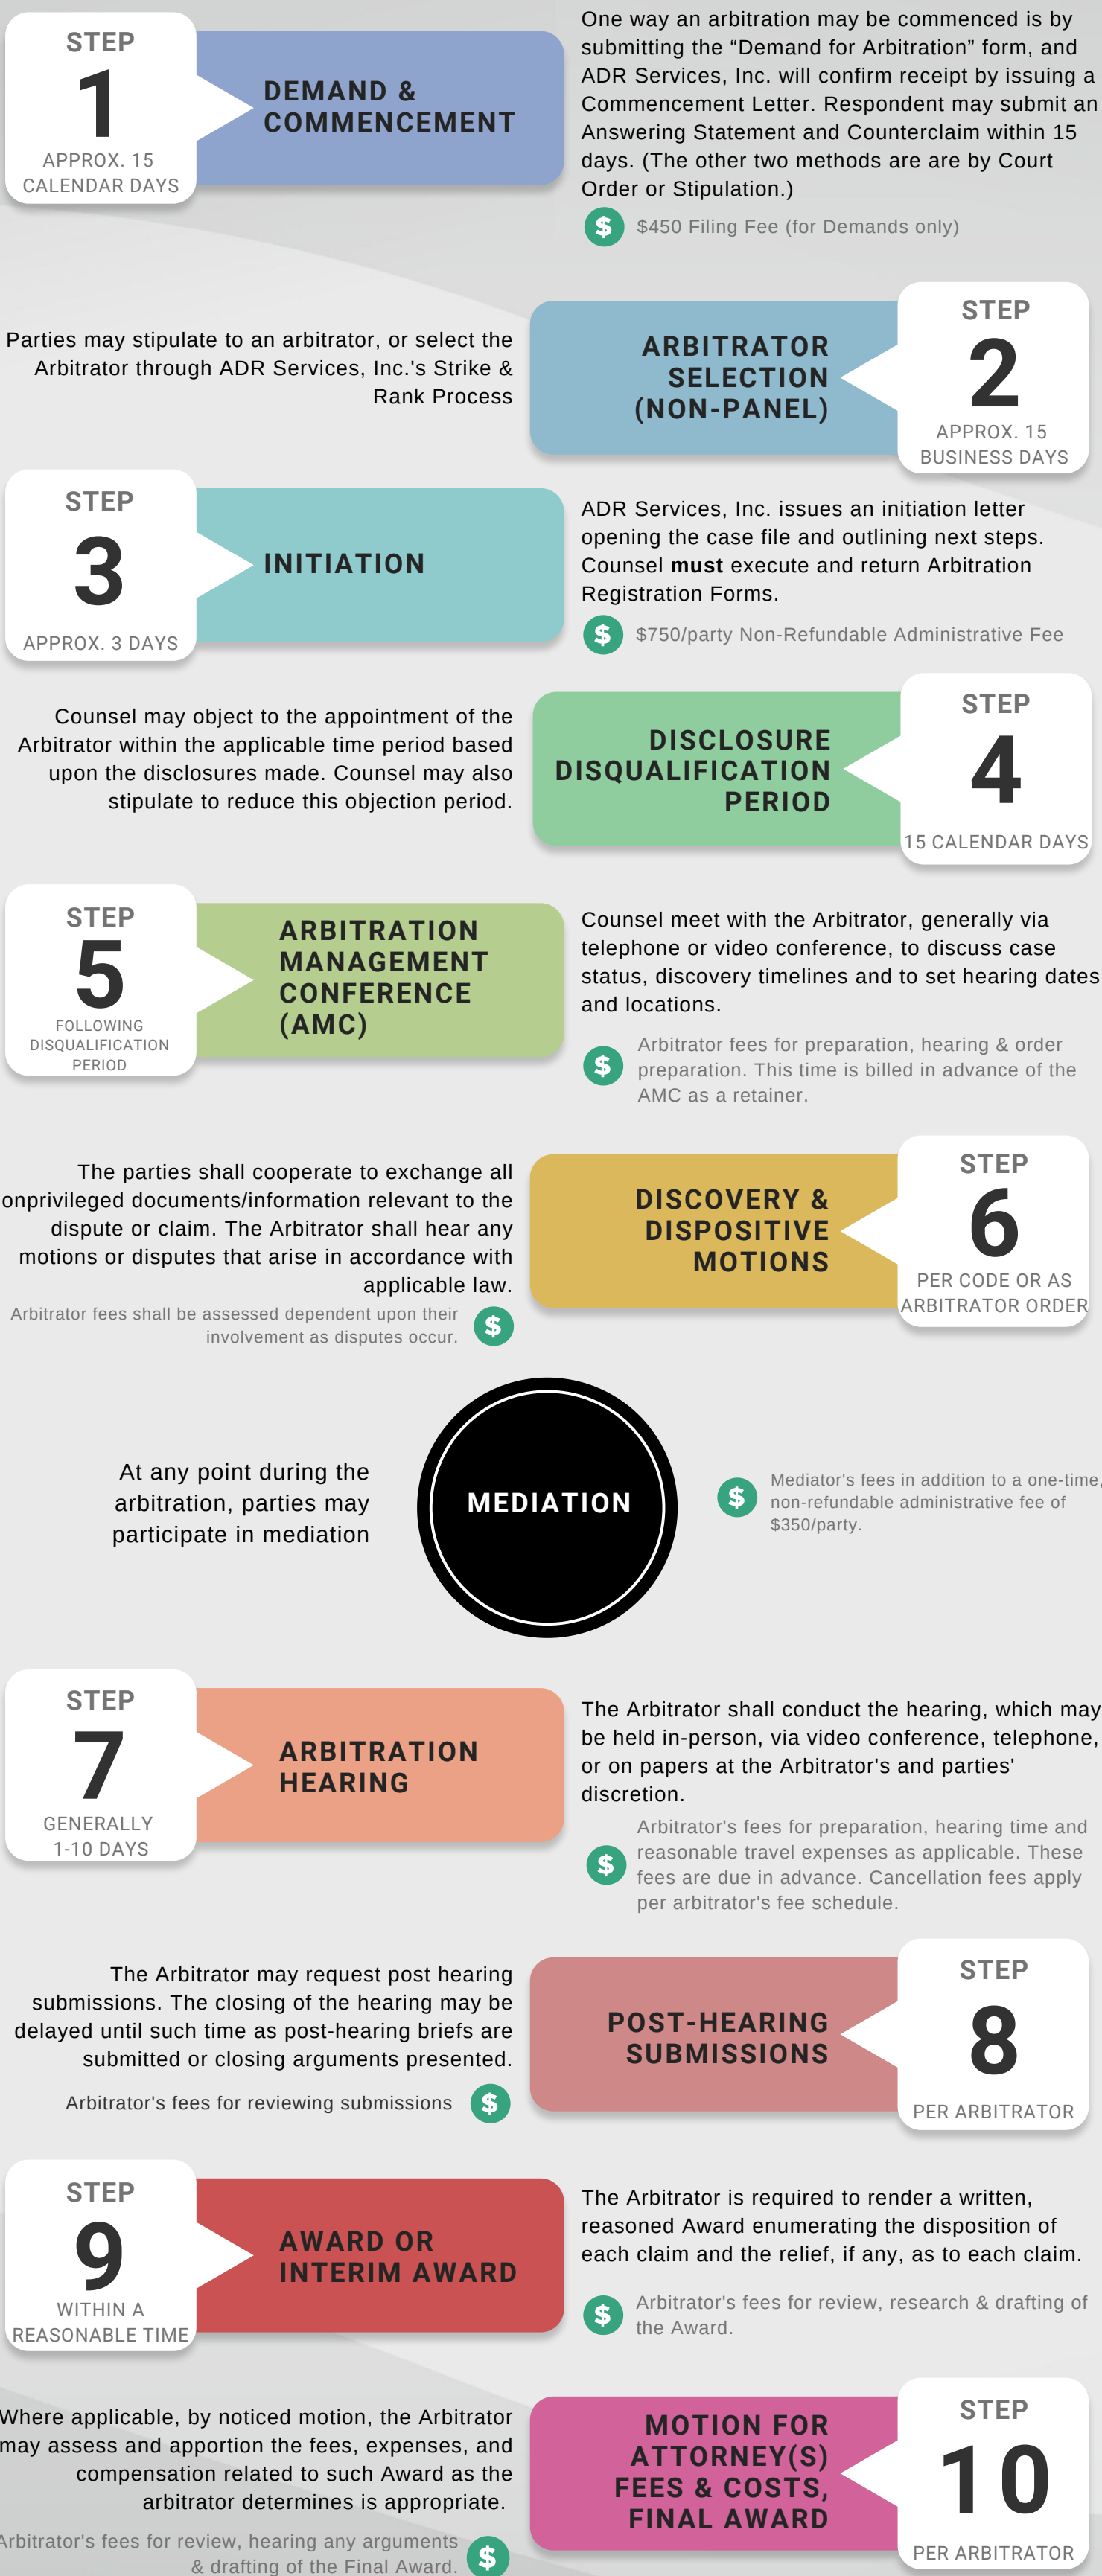 STEP
1
APPROX. 15
CALENDAR DAYS
DEMAND &
COMMENCEMENT
One way an arbitration may be commenced is by
submitting the “Demand for Arbitration” form, and
ADR Services, Inc. will confirm receipt by issuing a
Commencement Letter. Respondent may submit an
Answering Statement and Counterclaim within 15
days. (The other two methods are are by Court
Order or Stipulation.)
$ $450 Filing Fee (for Demands only)
Parties may stipulate to an arbitrator, or select the
Arbitrator through ADR Services, Inc.'s Strike &
Rank Process
ARBITRATOR
SELECTION
(NON-PANEL)
STEP
2
APPROX. 15
BUSINESS DAYS
STEP
3
APPROX. 3 DAYS
INITIATION
ADR Services, Inc. issues an initiation letter
opening the case file and outlining next steps.
Counsel must execute and return Arbitration
Registration Forms.
$ $750/party Non-Refundable Administrative Fee
Counsel may object to the appointment of the
Arbitrator within the applicable time period based
upon the disclosures made. Counsel may also
stipulate to reduce this objection period.
DISCLOSURE
DISQUALIFICATION
PERIOD
STEP
4
15 CALENDAR DAYS
STEP
5
FOLLOWING
DISQUALIFICATION
PERIOD
ARBITRATION
MANAGEMENT
CONFERENCE
(AMC)
Counsel meet with the Arbitrator, generally via
telephone or video conference, to discuss case
status, discovery timelines and to set hearing dates
and locations.
$ Arbitrator fees for preparation, hearing & order
preparation. This time is billed in advance of the
AMC as a retainer.
The parties shall cooperate to exchange all
onprivileged documents/information relevant to the
dispute or claim. The Arbitrator shall hear any
motions or disputes that arise in accordance with
applicable law.
Arbitrator fees shall be assessed dependent upon their
involvement as disputes occur. $
DISCOVERY &
DISPOSITIVE
MOTIONS
STEP
6
PER CODE OR AS
ARBITRATOR ORDER
At any point during the
arbitration, parties may
participate in mediation
MEDIATION
$ Mediator's fees in addition to a one-time,
non-refundable administrative fee of
$350/party.
STEP
7
GENERALLY
1-10 DAYS
ARBITRATION
HEARING
The Arbitrator shall conduct the hearing, which may
be held in-person, via video conference, telephone,
or on papers at the Arbitrator's and parties'
discretion.
$ Arbitrator's fees for preparation, hearing time and
reasonable travel expenses as applicable. These
fees are due in advance. Cancellation fees apply
per arbitrator's fee schedule.
The Arbitrator may request post hearing
submissions. The closing of the hearing may be
delayed until such time as post-hearing briefs are
submitted or closing arguments presented.
Arbitrator's fees for reviewing submissions $
POST-HEARING
SUBMISSIONS
STEP
8
PER ARBITRATOR
STEP
9
WITHIN A
REASONABLE TIME
AWARD OR
INTERIM AWARD
The Arbitrator is required to render a written,
reasoned Award enumerating the disposition of
each claim and the relief, if any, as to each claim.
$ Arbitrator's fees for review, research & drafting of
the Award.
Where applicable, by noticed motion, the Arbitrator
may assess and apportion the fees, expenses, and
compensation related to such Award as the
arbitrator determines is appropriate.
Arbitrator's fees for review, hearing any arguments
& drafting of the Final Award. $
MOTION FOR
ATTORNEY(S)
FEES & COSTS,
FINAL AWARD
STEP
10
PER ARBITRATOR